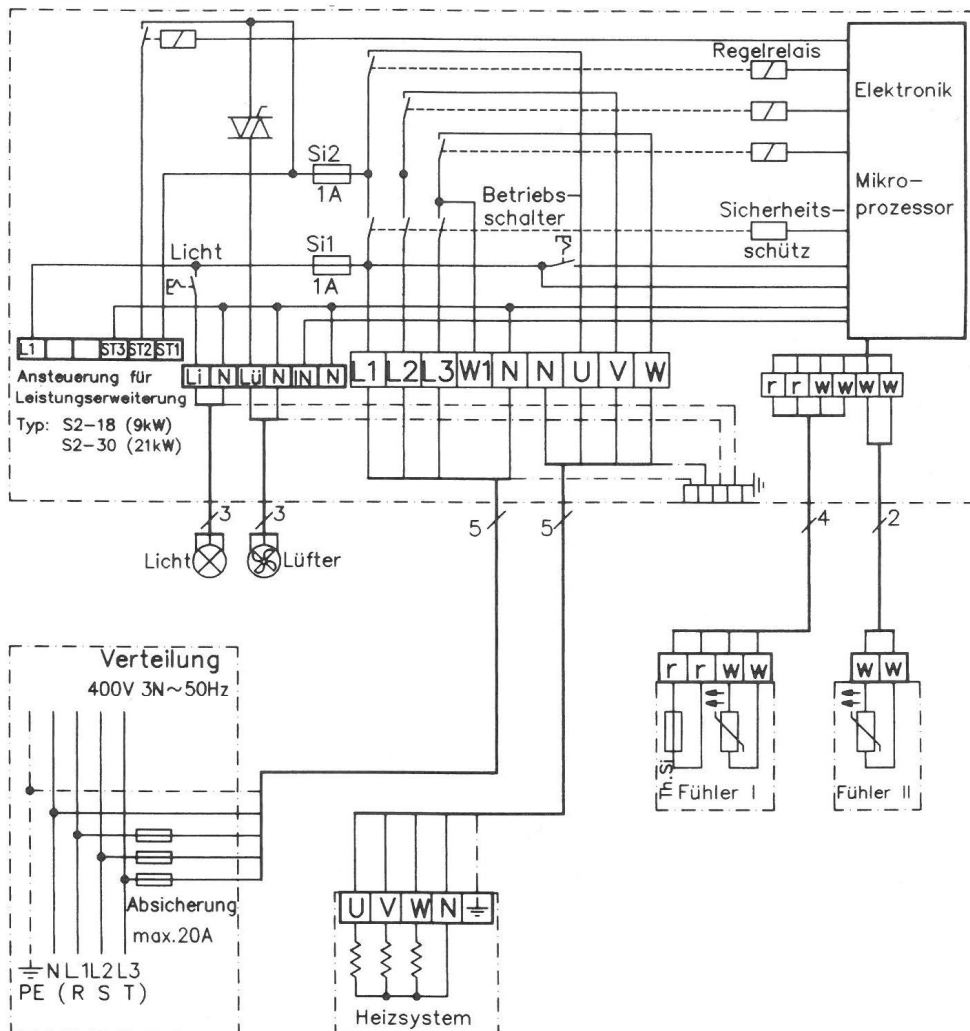 Regelrelais
Elektronik
Mikro-
prozessor
Si2
1A
Betriebs-
schalter
Sicherheits-
schütz
Licht
Si1
1A
L1 ST3 ST2 ST1
Ansteuerung für
Leistungserweiterung
Typ: S2-18 (9kW)
S2-30 (21kW)
Li N Lü N IN N
L1 L2 L3 W1 N N U V W
r r w w w w
3 3 5 5 4 2
Licht
Lüfter
Verteilung
400V 3N~50Hz
Absicherung
max.20A
N L1 L2 L3
PE (R S T)
U V W N
Heizsystem
r r w w
Th.Si
Fühler I
w w
Fühler II